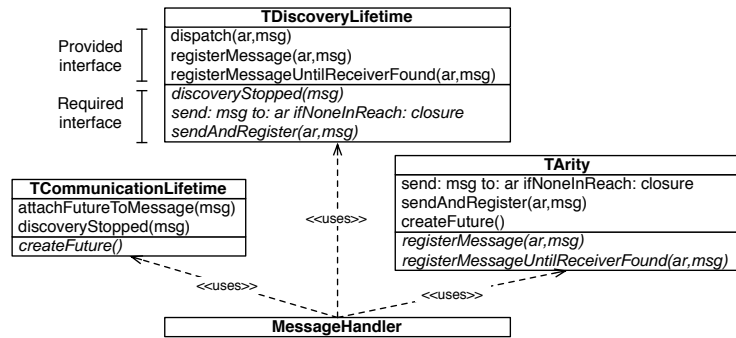 TDiscoveryLifetime
Provided
interface
dispatch(ar,msg)
registerMessage(ar,msg)
registerMessageUntilReceiverFound(ar,msg)
Required
interface
discoveryStopped(msg)
send: msg to: ar ifNoneInReach: closure
sendAndRegister(ar,msg)
TCommunicationLifetime
attachFutureToMessage(msg)
discoveryStopped(msg)
createFuture()
<<uses>>
TArity
send: msg to: ar ifNoneInReach: closure
sendAndRegister(ar,msg)
createFuture()
registerMessage(ar,msg)
registerMessageUntilReceiverFound(ar,msg)
<<uses>>
<<uses>>
MessageHandler